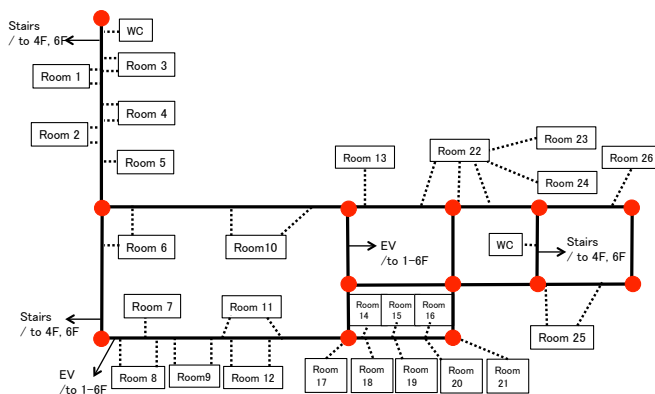 Stairs
/ to 4F, 6F
WC
Room 3
Room 1
Room 4
Room 2
Room 5
Room 13
Room 22
Room 23
Room 24
Room 26
Room 6
Room10
EV
/to 1-6F
WC
Stairs
/ to 4F, 6F
Stairs
/ to 4F, 6F
Room 7
Room 11
Room
14
Room
15
Room
16
Room 25
EV
/to 1-6F
Room 8
Room9
Room 12
Room
17
Room
18
Room
19
Room
20
Room
21